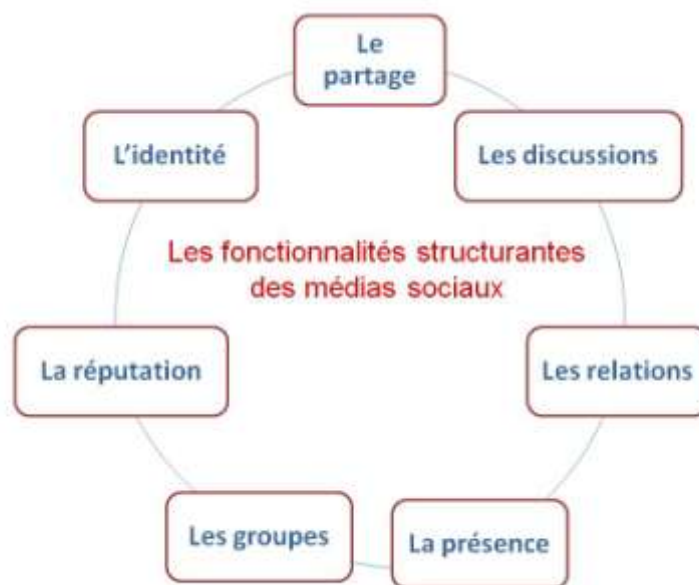 Le
partage
Les discussions
L'identité
Les fonctionnalités structurantes
des médias sociaux
La réputation
Les relations
Les groupes
La présence